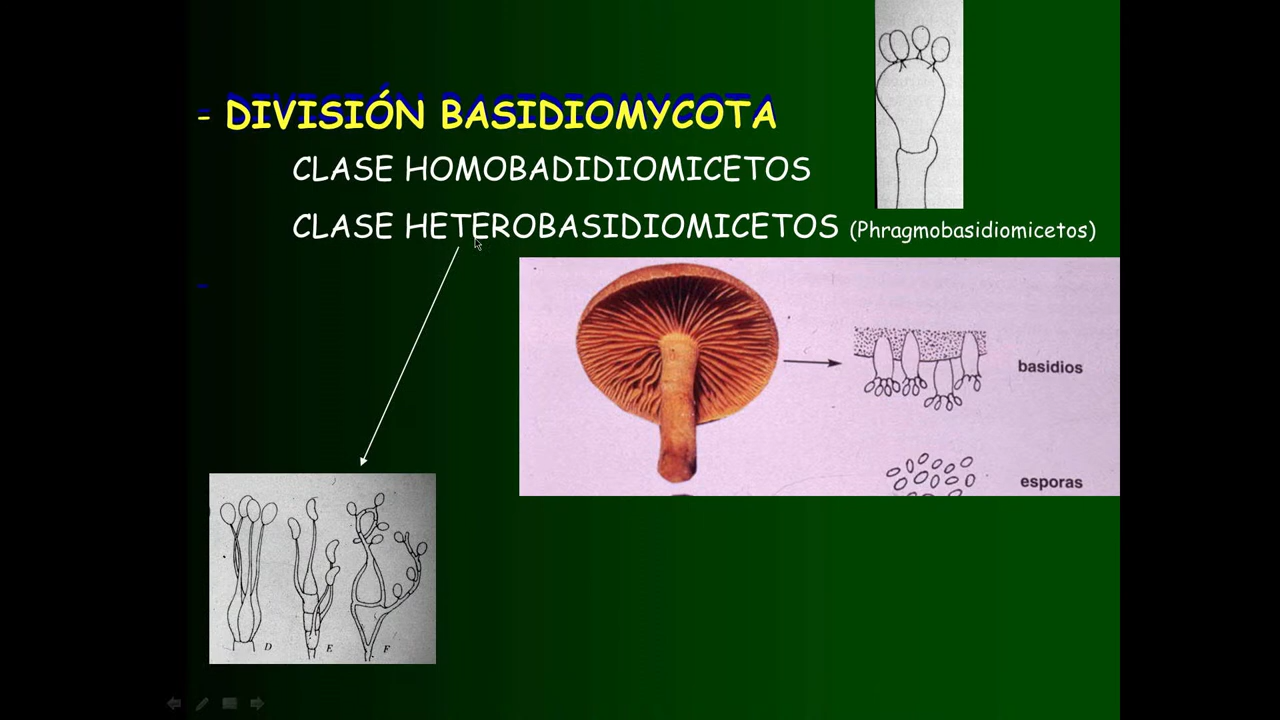 - DIVISIÓN BASIDIOMYCOTA
CLASE HOMOBADIDIOMICETOS
CLASE HETEROBASIDIOMICETOS (Phragmobasidiomicetos)
-
basidios
esporas
D E F